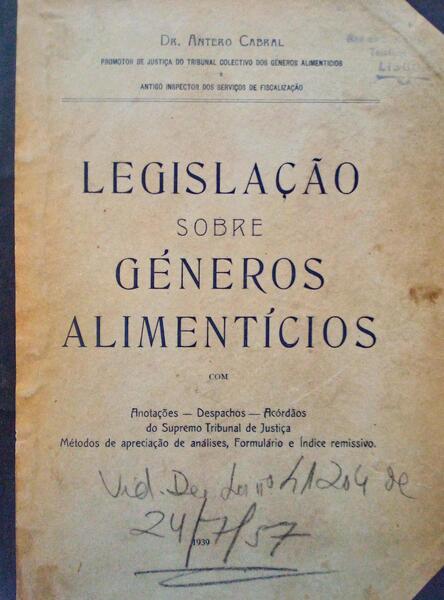 Dr. Antero Cabral
PROMOTOR DE JUSTIÇA DO TRIBUNAL COLECTIVO DOS GÉNEROS ALIMENTÍCIOS
E
ANTIGO INSPECTOR DOS SERVIÇOS DE FISCALIZAÇÃO
LEGISLAÇÃO
SOBRE
GÉNEROS
ALIMENTÍCIOS
COM
Anotações — Despachos — Acórdãos
do Supremo Tribunal de Justiça
Métodos de apreciação de análises, Formulário e Índice remissivo.
Vid. Dec Lei nº 41204 de
24/7/57
1939